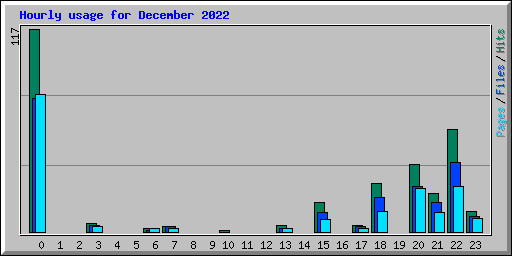 Hourly usage for December 2022
117
Pages/Files/Hits
0 1 2 3 4 5 6 7 8 9 10 11 12 13 14 15 16 17 18 19 20 21 22 23